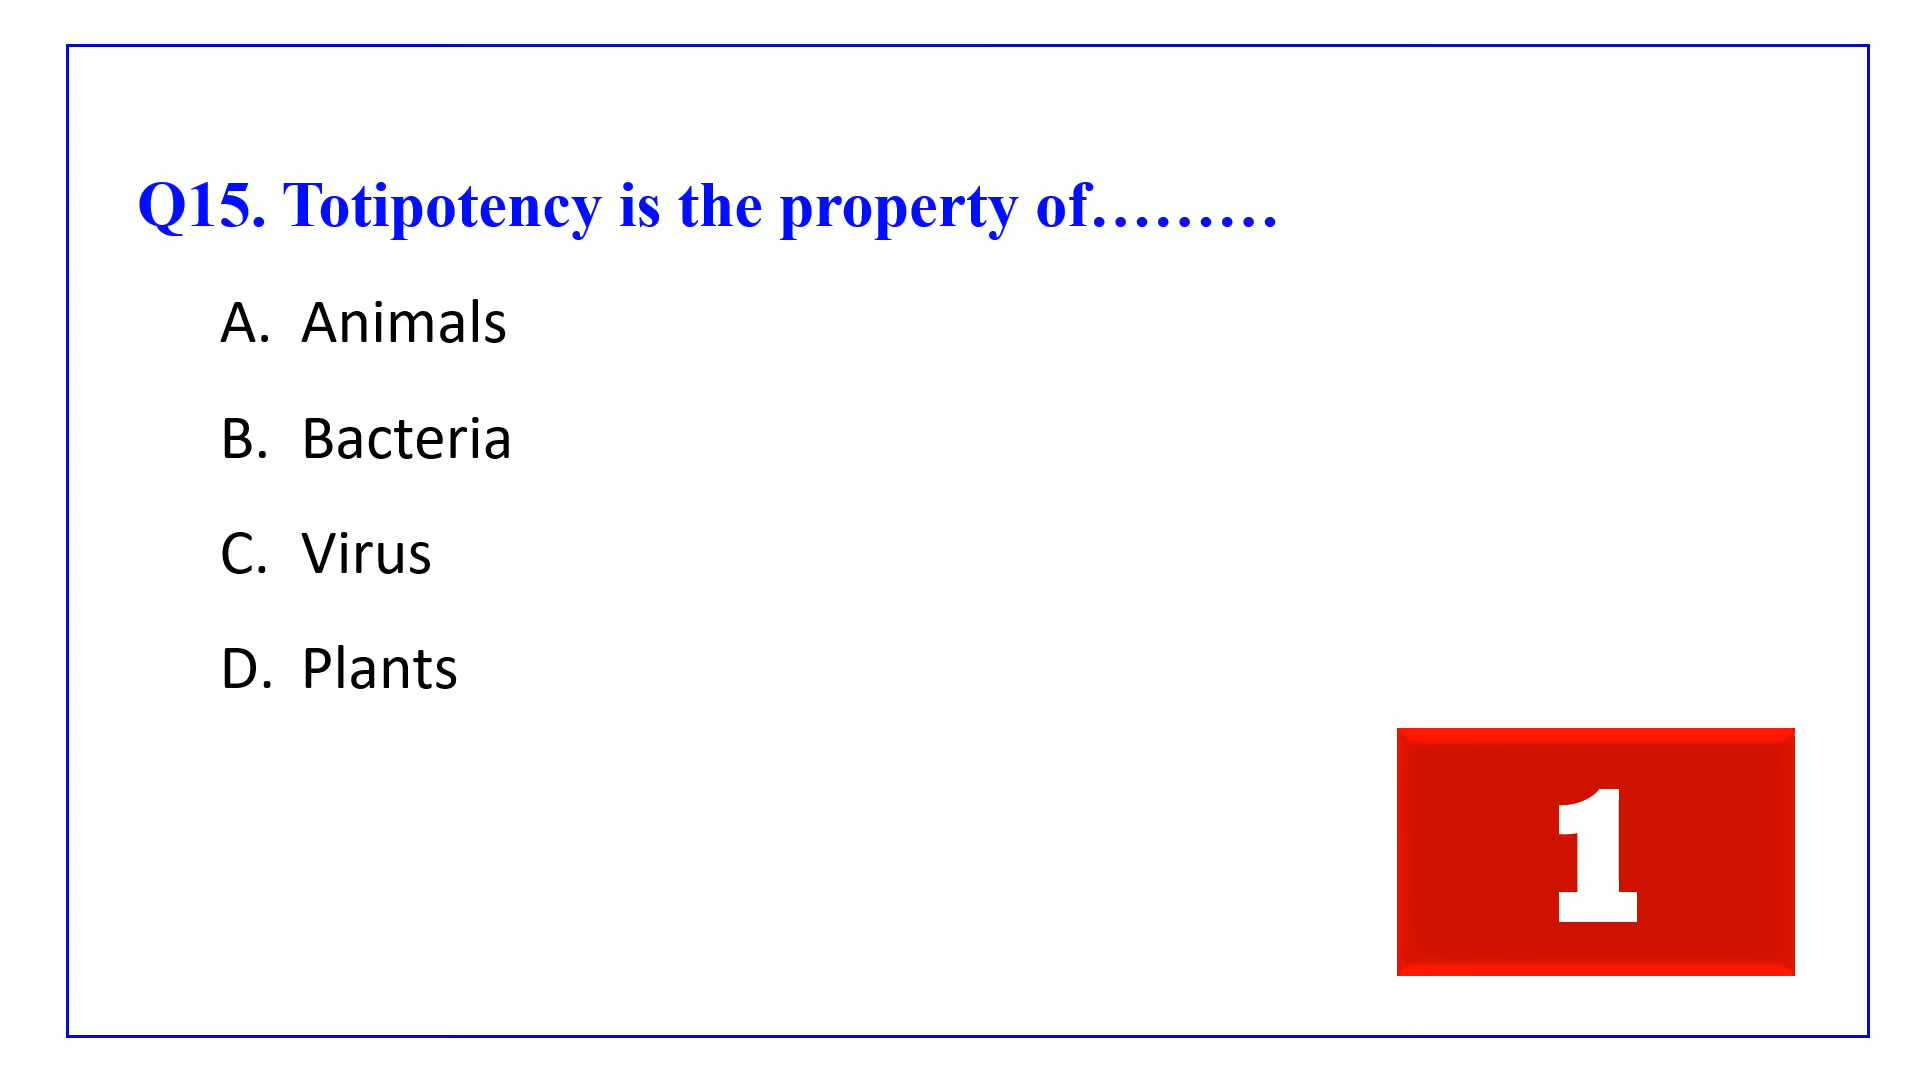 Q15. Totipotency is the property of………
A. Animals
B. Bacteria
C. Virus
D. Plants
1